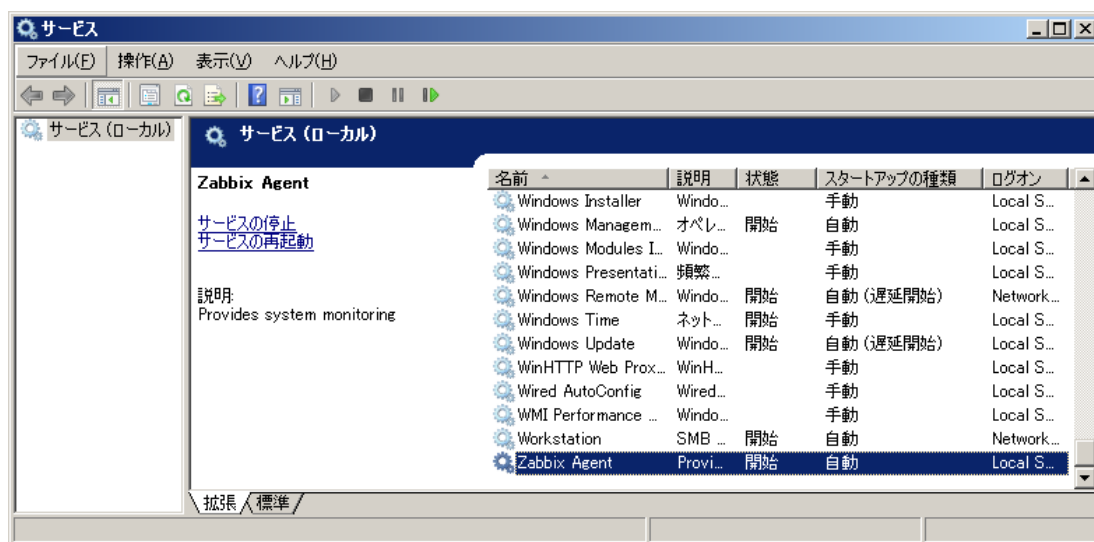 サービス
ファイル(F) 操作(A) 表示(V) ヘルプ(H)
サービス (ローカル)
サービス (ローカル)
Zabbix Agent
サービスの停止
サービスの再起動
説明:
Provides system monitoring
名前 説明 状態 スタートアップの種類 ログオン
Windows Installer Windo... 手動 Local S...
Windows Managem... オペレ... 開始 自動 Local S...
Windows Modules I... Windo... 手動 Local S...
Windows Presentati... 頻繁... 手動 Local S...
Windows Remote M... Windo... 開始 自動 (遅延開始) Network...
Windows Time ネット... 開始 手動 Local S...
Windows Update Windo... 開始 自動 (遅延開始) Local S...
WinHTTP Web Prox... WinH... 手動 Local S...
Wired AutoConfig Wired... 手動 Local S...
WMI Performance ... Windo... 手動 Local S...
Workstation SMB ... 開始 自動 Network...
Zabbix Agent Provi... 開始 自動 Local S...
拡張 標準